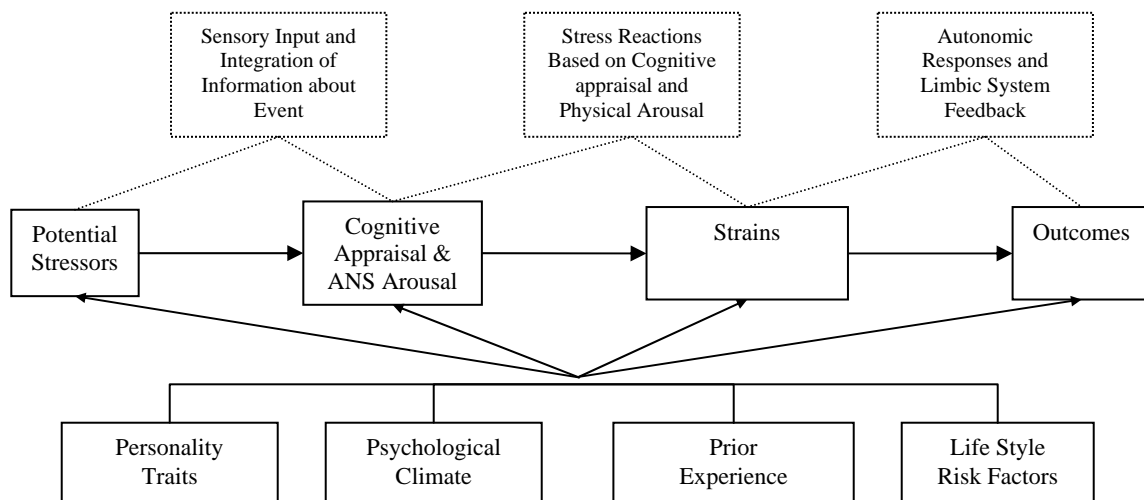 Sensory Input and
Integration of
Information about
Event
Stress Reactions
Based on Cognitive
appraisal and
Physical Arousal
Autonomic
Responses and
Limbic System
Feedback
Potential
Stressors
Cognitive
Appraisal &
ANS Arousal
Strains
Outcomes
Personality
Traits
Psychological
Climate
Prior
Experience
Life Style
Risk Factors